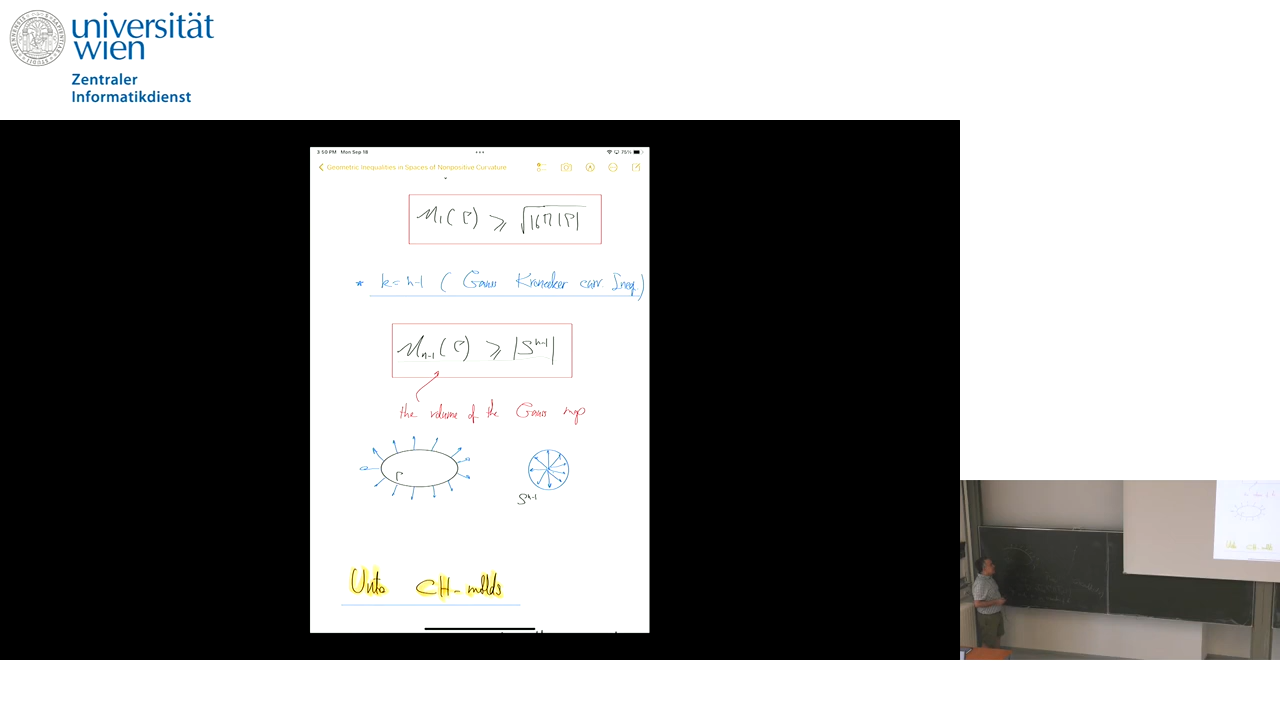 universität
wien
Zentraler
Informatikdienst
3:50 PM Mon Sep 18
75%
Geometric Inequalities in Spaces of Nonpositive Curvature
M₁(Γ) ⩾ √16π|Γ|
* k = n-1 ( Gauss Kronecker curv. Ineq.)
Mₙ₋₁(Γ) ⩾ |Sⁿ⁻¹|
the volume of the Gauss map
Γ
Sⁿ⁻¹
Unto CH-mflds